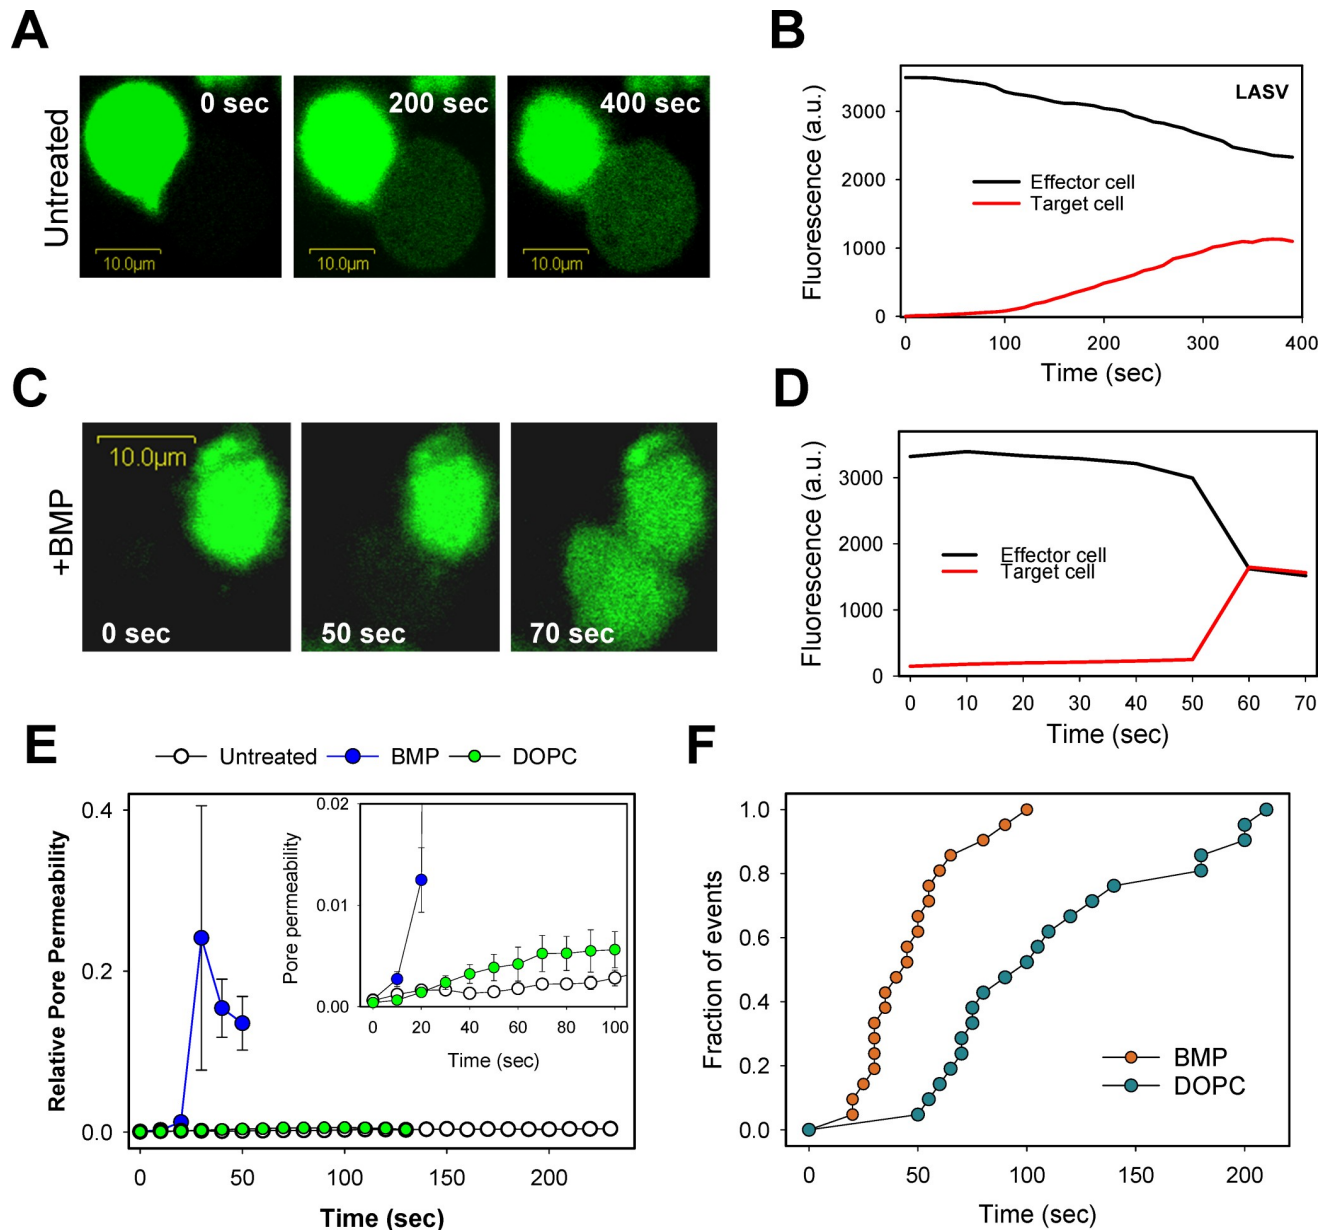 A
Untreated
0 sec
200 sec
400 sec
10.0µm
10.0µm
10.0µm
B
LASV
Fluorescence (a.u.)
3000
2000
1000
0
Effector cell
Target cell
0 100 200 300 400
Time (sec)
C
+BMP
10.0µm
0 sec
50 sec
70 sec
D
Fluorescence (a.u.)
3000
2000
1000
0
Effector cell
Target cell
0 10 20 30 40 50 60 70
Time (sec)
E
Untreated BMP DOPC
Relative Pore Permeability
0.4
0.2
0.0
0 50 100 150 200
Time (sec)
Pore permeability
0.02
0.01
0.00
0 20 40 60 80 100
Time (sec)
F
Fraction of events
1.0
0.8
0.6
0.4
0.2
0.0
BMP
DOPC
0 50 100 150 200
Time (sec)